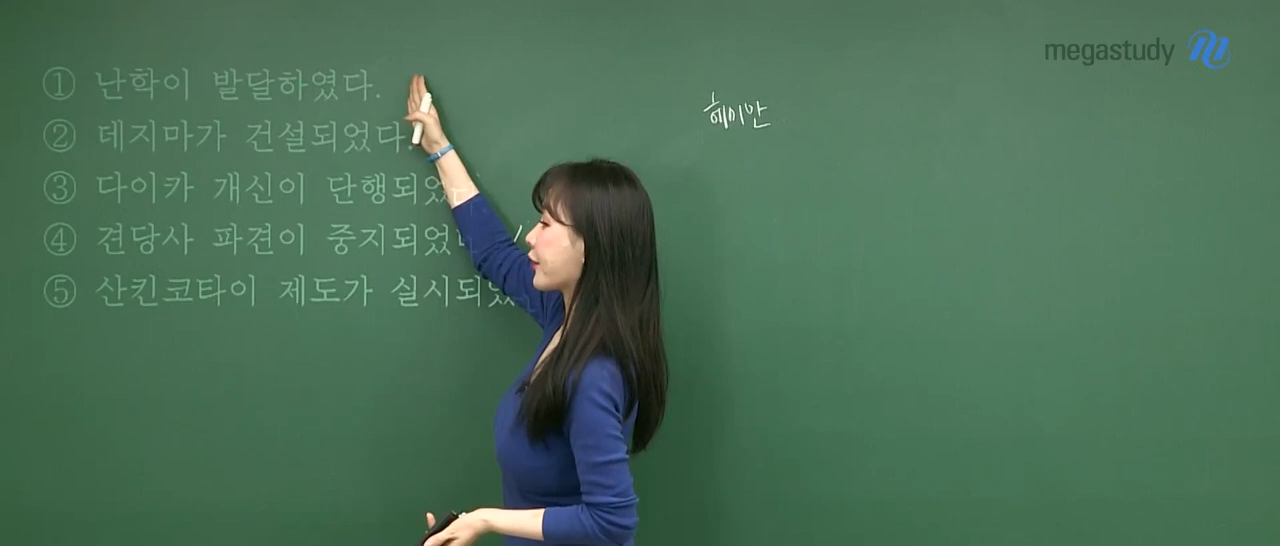 ① 난학이 발달하였다.
② 데지마가 건설되었다.
③ 다이카 개신이 단행되었다
④ 견당사 파견이 중지되었다
⑤ 산킨코타이 제도가 실시되었
헤이안
megastudy